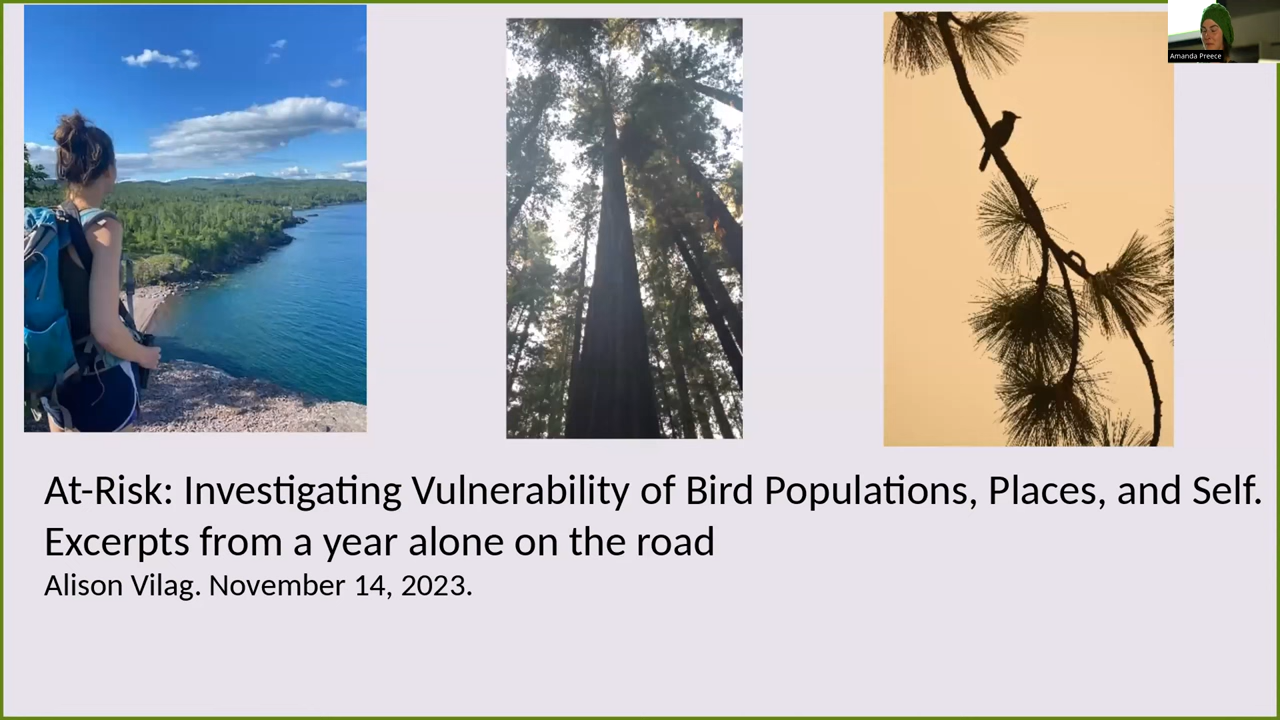 Amanda Preece
At-Risk: Investigating Vulnerability of Bird Populations, Places, and Self.
Excerpts from a year alone on the road
Alison Vilag. November 14, 2023.